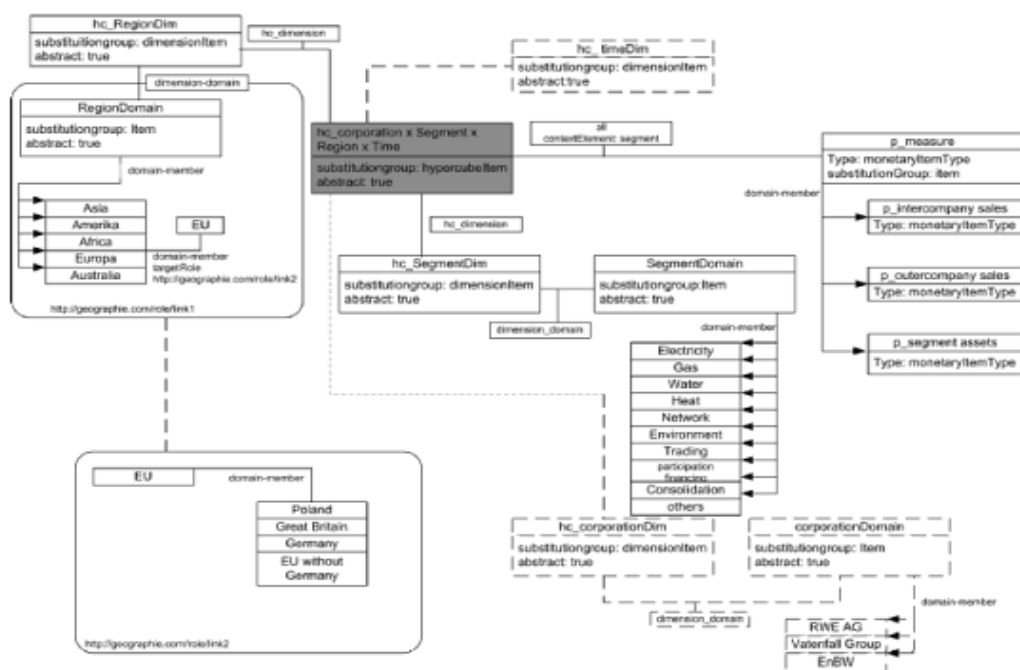 hc_RegionDim
substituitiongroup: dimensionItem
abstract: true
hc_dimension
dimension-domain
RegionDomain
substitutiongroup: Item
abstract: true
domain-member
Asia
Amerika
Africa
Europa
Australia
EU
domain-member
targetRole
http://geographie.com/role/link2
http://geographie.com/role/link1
hc_timeDim
substitutiongroup: dimensionItem
abstract:true
hc_corporation x Segment x
Region x Time
substitutiongroup: hypercubeItem
abstract: true
all
contextElement: segment
p_measure
Type: monetaryItemType
substitutionGroup: item
domain-member
p_intercompany sales
Type: monetaryItemType
p_outercompany sales
Type: monetaryItemType
p_segment assets
Type: monetaryItemType
hc_dimension
hc_SegmentDim
substitutiongroup: dimensionItem
abstract: true
SegmentDomain
substitutiongroup:Item
abstract: true
dimension_domain
domain-member
Electricity
Gas
Water
Heat
Network
Environment
Trading
participation
financing
Consolidation
others
EU
domain-member
Poland
Great Britain
Germany
EU without
Germany
http://geographie.com/role/link2
hc_corporationDim
substitutiongroup: dimensionItem
abstract: true
corporationDomain
substitutiongroup: Item
abstract: true
dimension_domain
domain-member
RWE AG
Vatenfall Group
EnBW